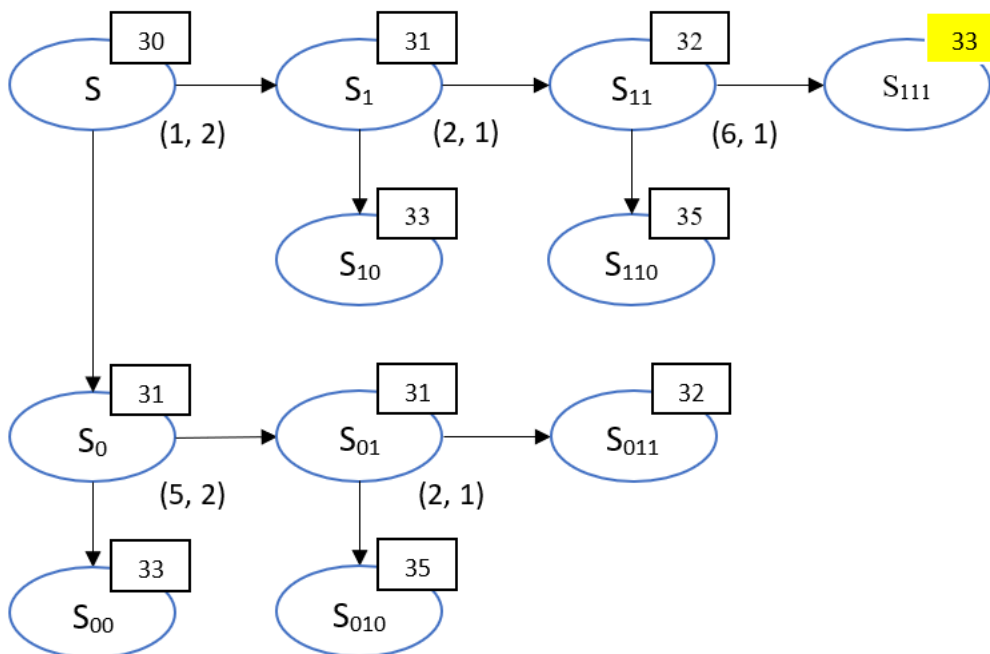 30 31 32 33
S S₁ S₁₁ S₁₁₁
(1, 2) (2, 1) (6, 1)
33 35
S₁₀ S₁₁₀
31 31 32
S₀ S₀₁ S₀₁₁
(5, 2) (2, 1)
33 35
S₀₀ S₀₁₀